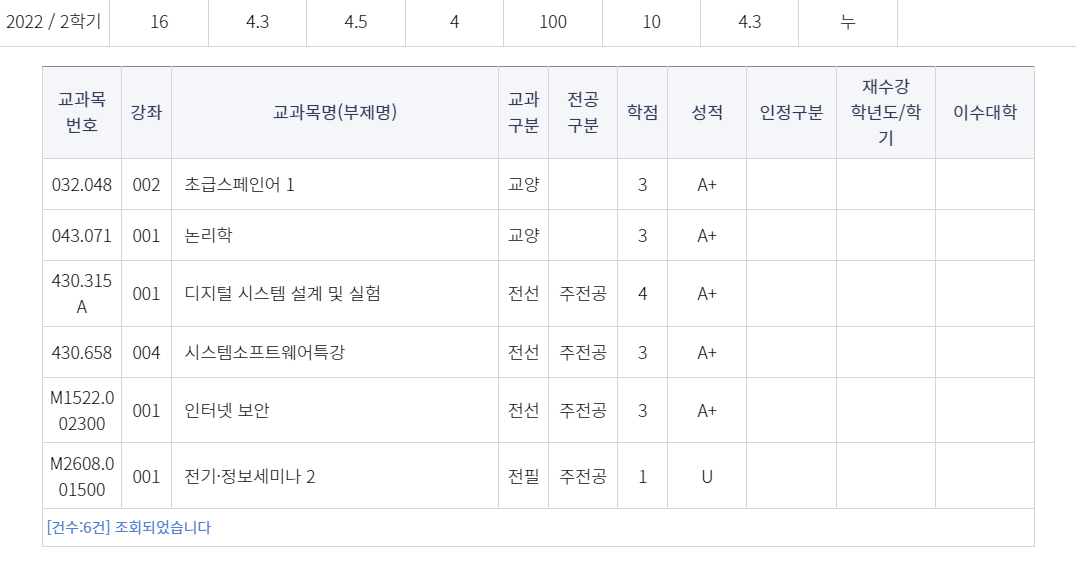 2022 / 2학기 16 4.3 4.5 4 100 10 4.3 누
교과목 번호 강좌 교과목명(부제명) 교과 구분 전공 구분 학점 성적 인정구분 재수강 학년도/학기 이수대학
032.048 002 초급스페인어 1 교양 3 A+
043.071 001 논리학 교양 3 A+
430.315A 001 디지털 시스템 설계 및 실험 전선 주전공 4 A+
430.658 004 시스템소프트웨어특강 전선 주전공 3 A+
M1522.002300 001 인터넷 보안 전선 주전공 3 A+
M2608.001500 001 전기·정보세미나 2 전필 주전공 1 U
[건수:6건] 조회되었습니다